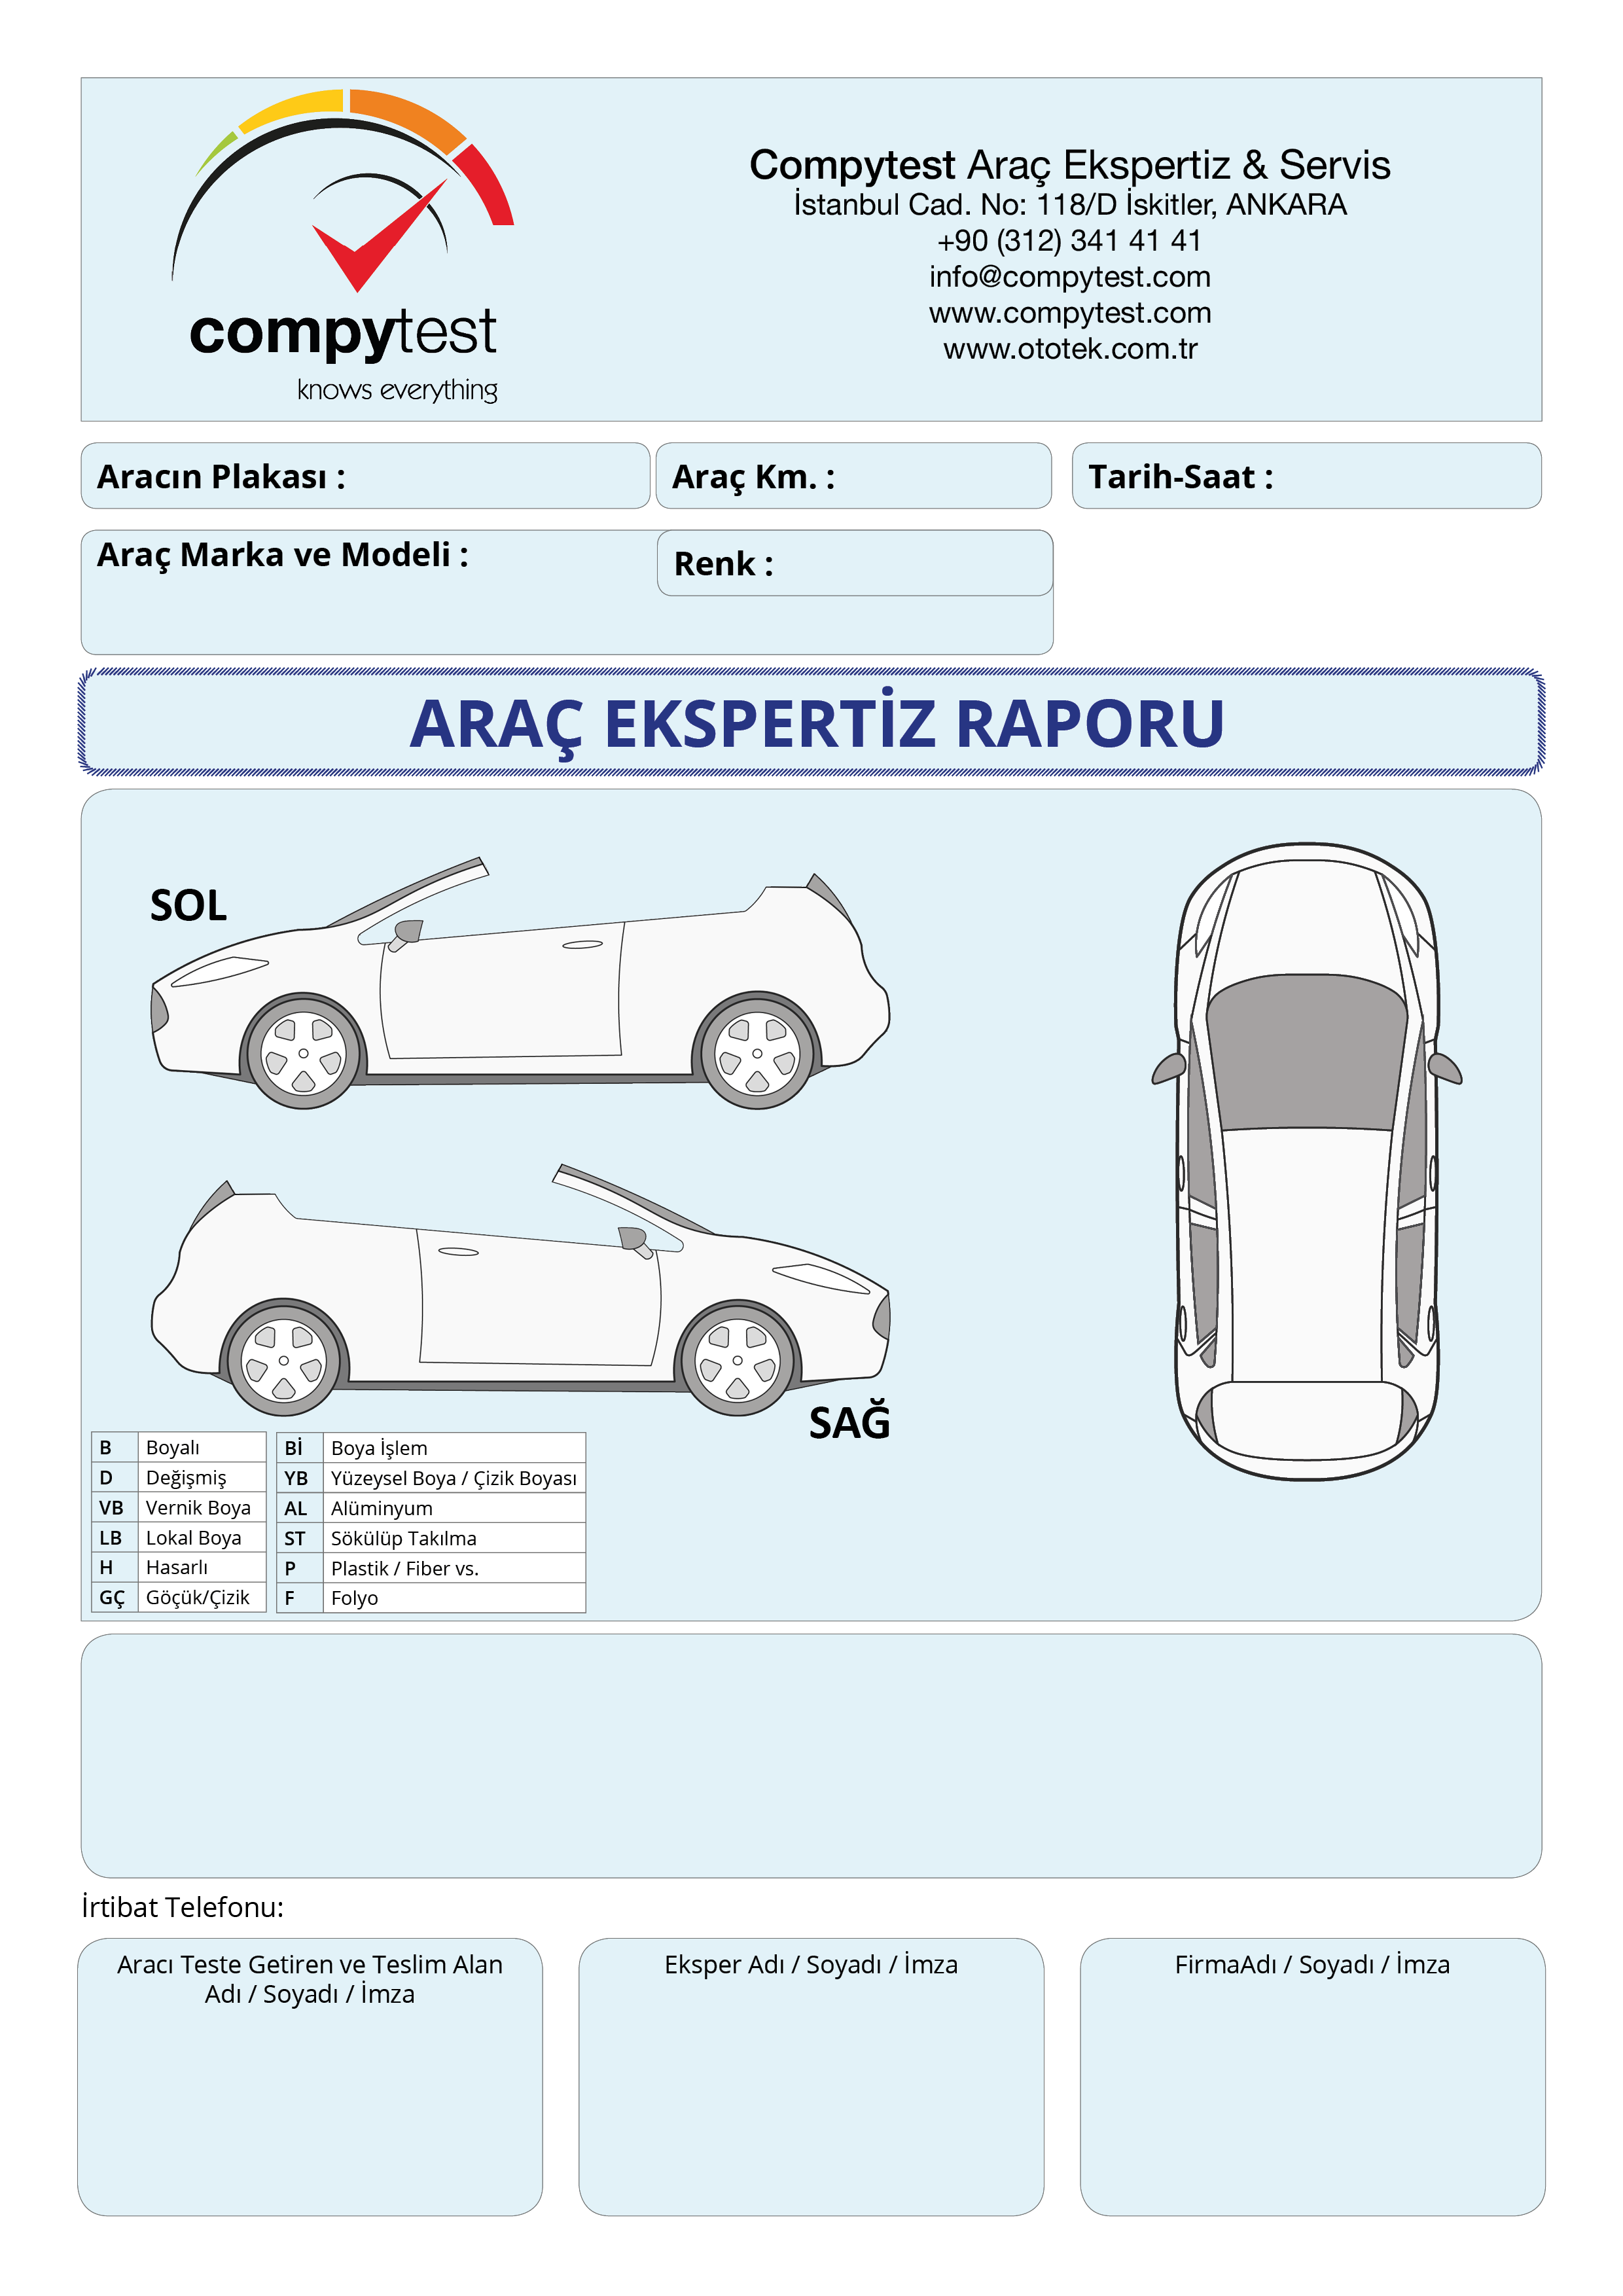 compytest
knows everything
Compytest Araç Ekspertiz & Servis
İstanbul Cad. No: 118/D İskitler, ANKARA
+90 (312) 341 41 41
info@compytest.com
www.compytest.com
www.ototek.com.tr
Aracın Plakası :
Araç Km. :
Tarih-Saat :
Araç Marka ve Modeli :
Renk :
ARAÇ EKSPERTİZ RAPORU
SOL
SAĞ
B Boyalı
D Değişmiş
VB Vernik Boya
LB Lokal Boya
H Hasarlı
GÇ Göçük/Çizik
Bİ Boya İşlem
YB Yüzeysel Boya / Çizik Boyası
AL Alüminyum
ST Sökülüp Takılma
P Plastik / Fiber vs.
F Folyo
İrtibat Telefonu:
Aracı Teste Getiren ve Teslim Alan
Adı / Soyadı / İmza
Eksper Adı / Soyadı / İmza
FirmaAdı / Soyadı / İmza